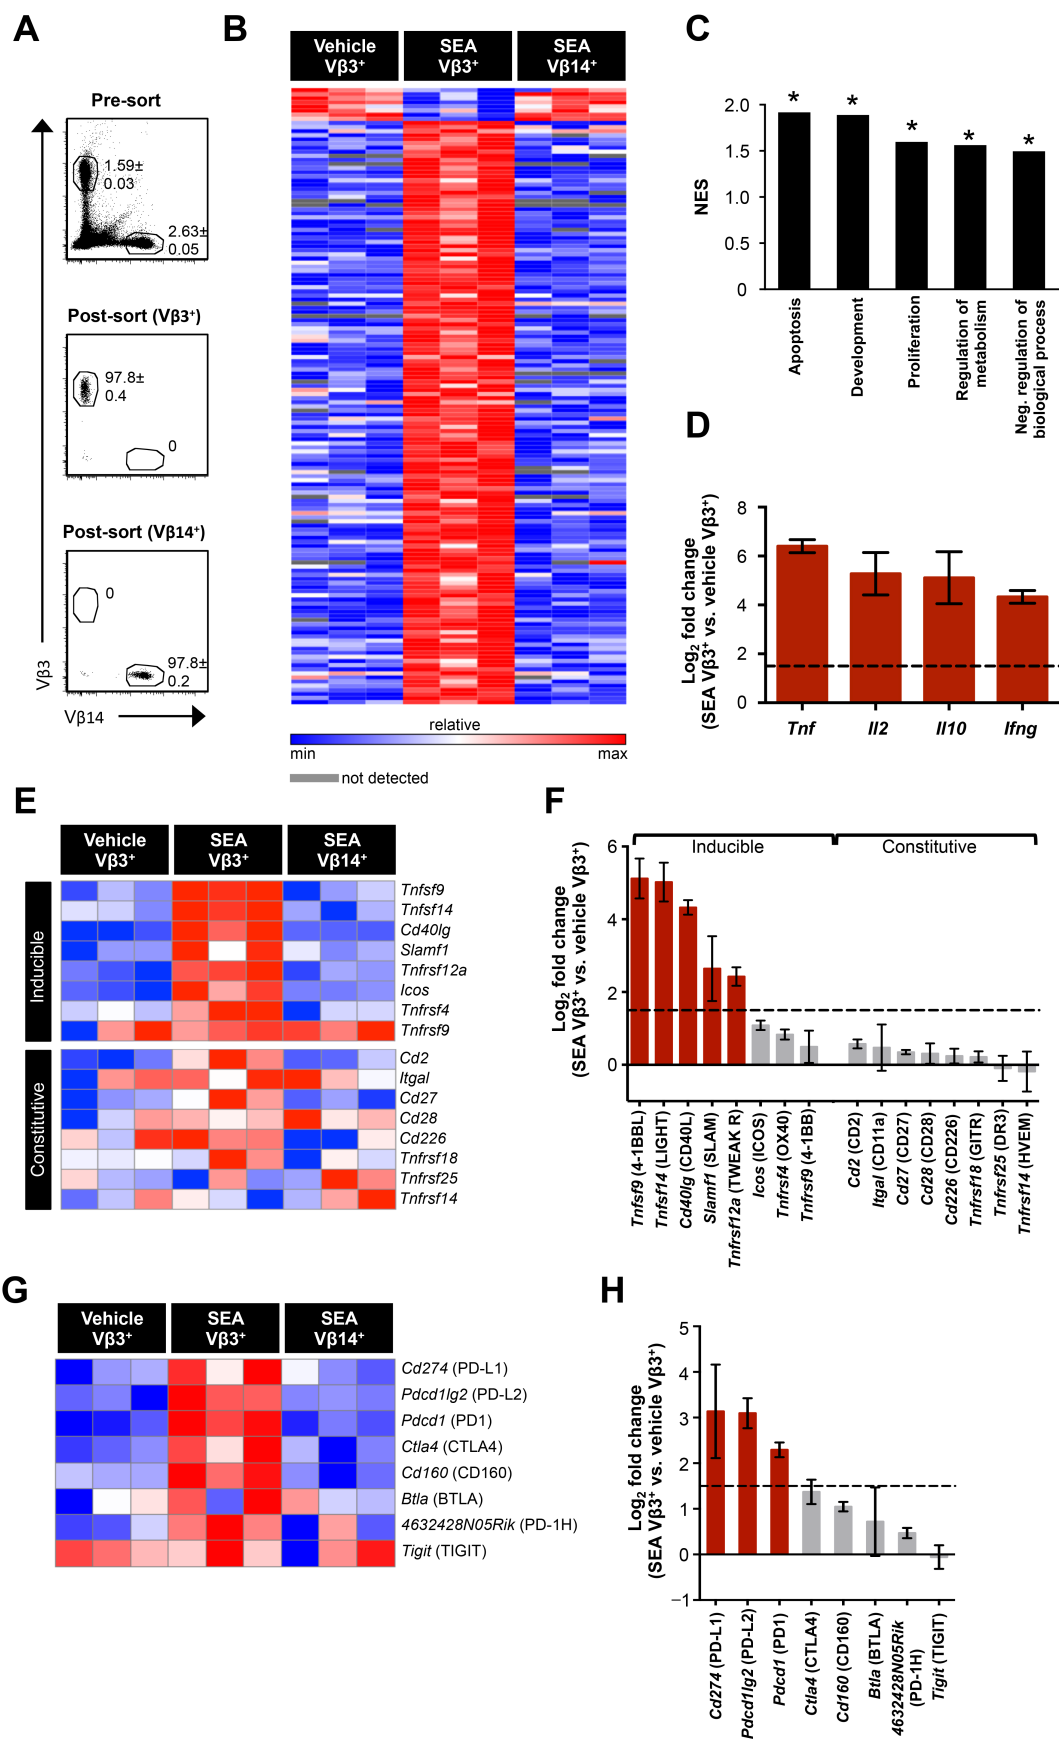 A
Pre-sort
1.59±
0.03
2.63±
0.05
Post-sort (Vβ3⁺)
97.8±
0.4
0
Post-sort (Vβ14⁺)
0
97.8±
0.2
Vβ3
Vβ14
B
Vehicle
Vβ3⁺
SEA
Vβ3⁺
SEA
Vβ14⁺
relative
min
max
not detected
C
NES
2.0
1.5
1.0
0.5
0
*
*
*
*
*
Apoptosis
Development
Proliferation
Regulation of
metabolism
Neg. regulation of
biological process
D
Log₂ fold change
(SEA Vβ3⁺ vs. vehicle Vβ3⁺)
8
6
4
2
0
Tnf
Il2
Il10
Ifng
E
Vehicle
Vβ3⁺
SEA
Vβ3⁺
SEA
Vβ14⁺
Inducible
Tnfsf9
Tnfsf14
Cd40lg
Slamf1
Tnfrsf12a
Icos
Tnfrsf4
Tnfrsf9
Constitutive
Cd2
Itgal
Cd27
Cd28
Cd226
Tnfrsf18
Tnfrsf25
Tnfrsf14
F
Inducible
Constitutive
Log₂ fold change
(SEA Vβ3⁺ vs. vehicle Vβ3⁺)
6
4
2
0
Tnfsf9 (4-1BBL)
Tnfsf14 (LIGHT)
Cd40lg (CD40L)
Slamf1 (SLAM)
Tnfrsf12a (TWEAK R)
Icos (ICOS)
Tnfrsf4 (OX40)
Tnfrsf9 (4-1BB)
Cd2 (CD2)
Itgal (CD11a)
Cd27 (CD27)
Cd28 (CD28)
Cd226 (CD226)
Tnfrsf18 (GITR)
Tnfrsf25 (DR3)
Tnfrsf14 (HVEM)
G
Vehicle
Vβ3⁺
SEA
Vβ3⁺
SEA
Vβ14⁺
Cd274 (PD-L1)
Pdcd1lg2 (PD-L2)
Pdcd1 (PD1)
Ctla4 (CTLA4)
Cd160 (CD160)
Btla (BTLA)
4632428N05Rik (PD-1H)
Tigit (TIGIT)
H
Log₂ fold change
(SEA Vβ3⁺ vs. vehicle Vβ3⁺)
5
4
3
2
1
0
−1
Cd274 (PD-L1)
Pdcd1lg2 (PD-L2)
Pdcd1 (PD1)
Ctla4 (CTLA4)
Cd160 (CD160)
Btla (BTLA)
4632428N05Rik
(PD-1H)
Tigit (TIGIT)